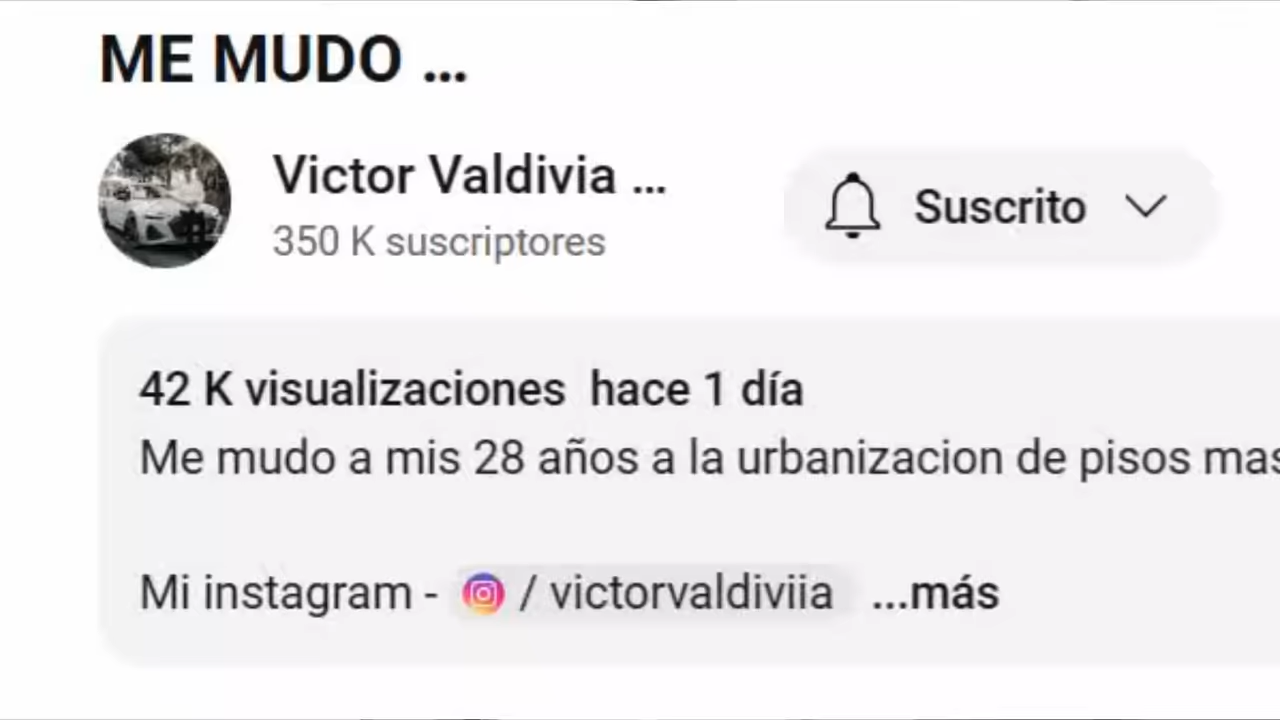 ME MUDO ...
Victor Valdivia ...
350 K suscriptores
Suscrito
42 K visualizaciones hace 1 día
Me mudo a mis 28 años a la urbanizacion de pisos mas
Mi instagram - / victorvaldiviia ...más